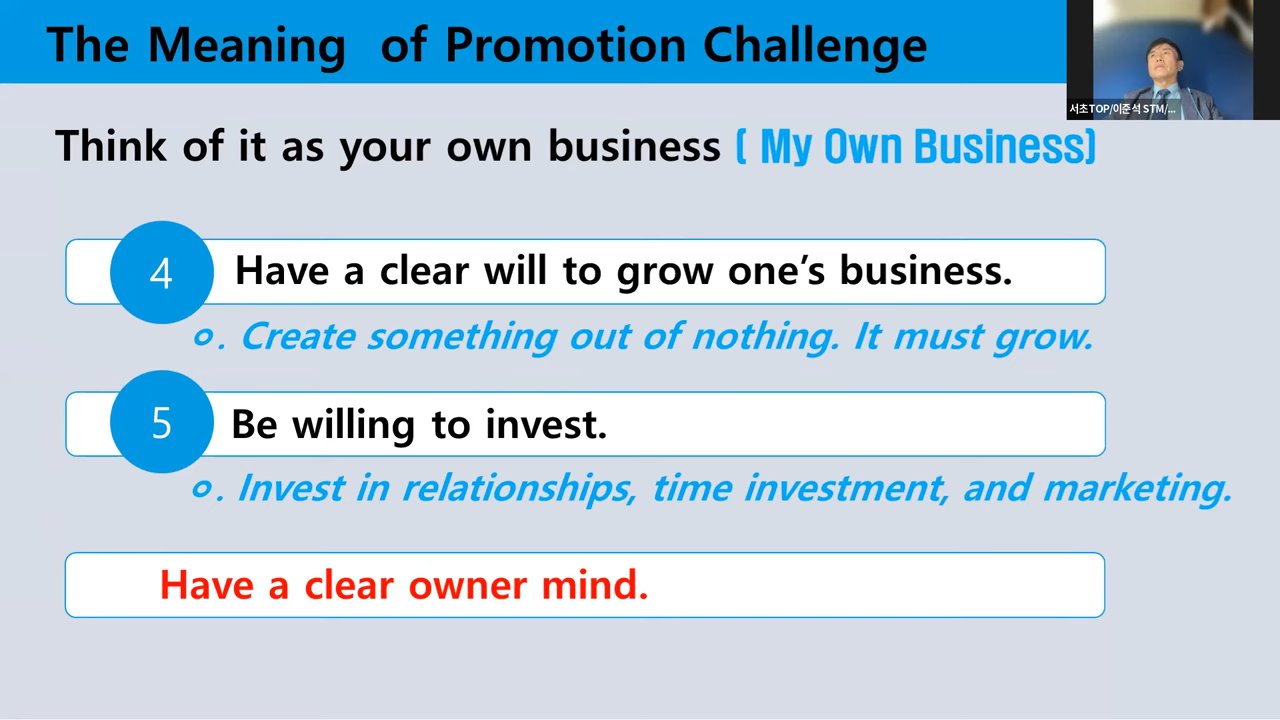 The Meaning of Promotion Challenge
서초TOP/이준석 STM/...
Think of it as your own business ( My Own Business)
4 Have a clear will to grow one’s business.
ㅇ. Create something out of nothing. It must grow.
5 Be willing to invest.
ㅇ. Invest in relationships, time investment, and marketing.
Have a clear owner mind.